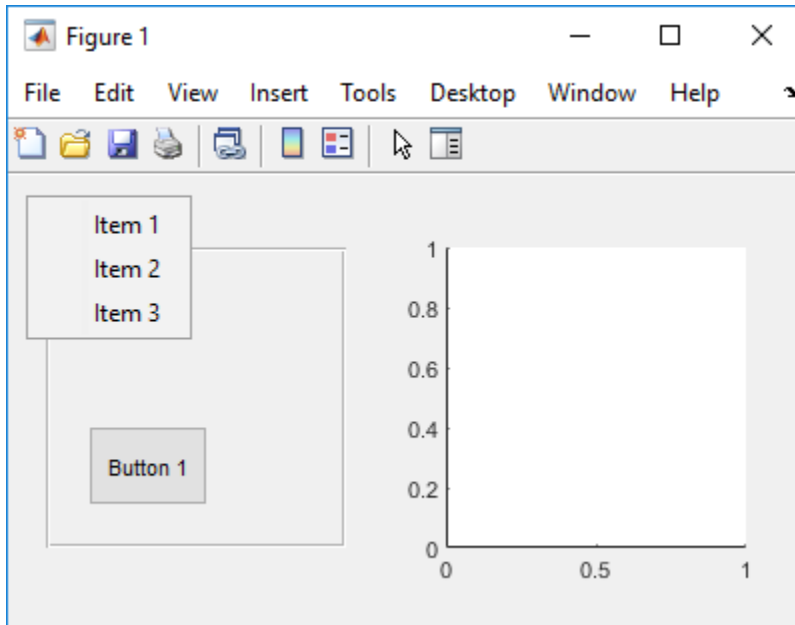 Figure 1
File Edit View Insert Tools Desktop Window Help
Item 1
Item 2
Item 3
Button 1
1
0.8
0.6
0.4
0.2
0
0 0.5 1